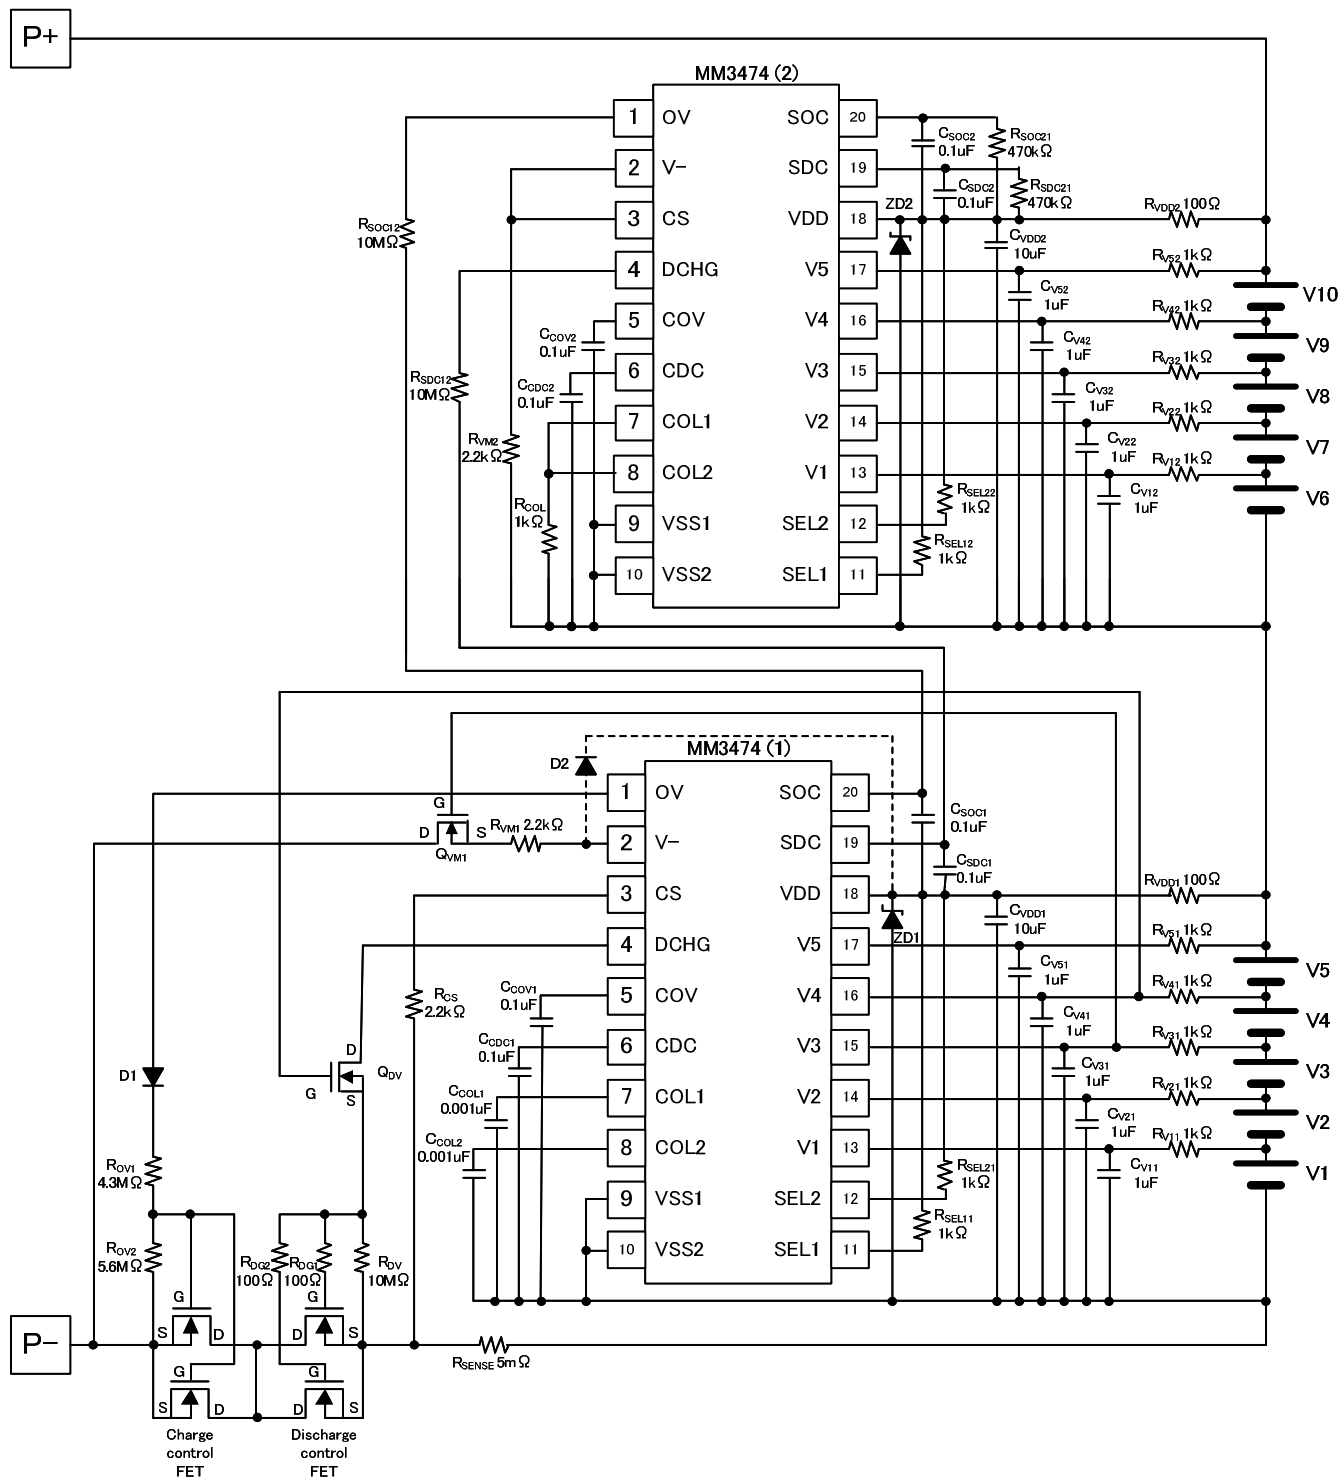 P+
MM3474 (2)
1 OV SOC 20
2 V- SDC 19
3 CS VDD 18
4 DCHG V5 17
5 COV V4 16
6 CDC V3 15
7 COL1 V2 14
8 COL2 V1 13
9 VSS1 SEL2 12
10 VSS2 SEL1 11
RSOC12
10MΩ
RSDC12
10MΩ
CCOV2
0.1uF
CCDC2
0.1uF
RVM2
2.2kΩ
RCOL
1kΩ
CSOC2
0.1uF
RSOC21
470kΩ
CSDC2
0.1uF
RSDC21
470kΩ
ZD2
CVDD2
10uF
RVDD2 100Ω
RV52 1kΩ
CV52
1uF
RV42 1kΩ
CV42
1uF
RV32 1kΩ
CV32
1uF
RV22 1kΩ
CV22
1uF
RV12 1kΩ
CV12
1uF
RSEL22
1kΩ
RSEL12
1kΩ
V10
V9
V8
V7
V6
MM3474 (1)
1 OV SOC 20
2 V- SDC 19
3 CS VDD 18
4 DCHG V5 17
5 COV V4 16
6 CDC V3 15
7 COL1 V2 14
8 COL2 V1 13
9 VSS1 SEL2 12
10 VSS2 SEL1 11
D2
G
D S
QVM1
RVM1 2.2kΩ
RCS
2.2kΩ
CCOV1
0.1uF
CCDC1
0.1uF
CCOL1
0.001uF
CCOL2
0.001uF
CSOC1
0.1uF
CSDC1
0.1uF
ZD1
CVDD1
10uF
RVDD1 100Ω
RV51 1kΩ
CV51
1uF
RV41 1kΩ
CV41
1uF
RV31 1kΩ
CV31
1uF
RV21 1kΩ
CV21
1uF
RV11 1kΩ
CV11
1uF
RSEL21
1kΩ
RSEL11
1kΩ
V5
V4
V3
V2
V1
D1
D
QDV
G
S
ROV1
4.3MΩ
ROV2
5.6MΩ
RDG2
100Ω
RDG1
100Ω
RDV
10MΩ
G G
P-
S D D S
RSENSE 5mΩ
G G
S D D S
Charge
control
FET
Discharge
control
FET